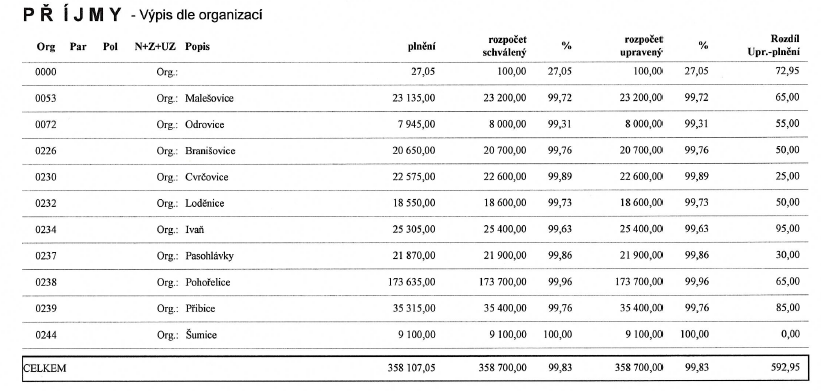 PŘÍJMY - Výpis dle organizací
Org Par Pol N+Z+UZ Popis plnění rozpočet schválený % rozpočet upravený % Rozdíl Upr.-plnění
0000 Org.: 27,05 100,00 27,05 100,00 27,05 72,95
0053 Org.: Malešovice 23 135,00 23 200,00 99,72 23 200,00 99,72 65,00
0072 Org.: Odrovice 7 945,00 8 000,00 99,31 8 000,00 99,31 55,00
0226 Org.: Branišovice 20 650,00 20 700,00 99,76 20 700,00 99,76 50,00
0230 Org.: Cvrčovice 22 575,00 22 600,00 99,89 22 600,00 99,89 25,00
0232 Org.: Loděnice 18 550,00 18 600,00 99,73 18 600,00 99,73 50,00
0234 Org.: Ivaň 25 305,00 25 400,00 99,63 25 400,00 99,63 95,00
0237 Org.: Pasohlávky 21 870,00 21 900,00 99,86 21 900,00 99,86 30,00
0238 Org.: Pohořelice 173 635,00 173 700,00 99,96 173 700,00 99,96 65,00
0239 Org.: Přibice 35 315,00 35 400,00 99,76 35 400,00 99,76 85,00
0244 Org.: Šumice 9 100,00 9 100,00 100,00 9 100,00 100,00 0,00
CELKEM 358 107,05 358 700,00 99,83 358 700,00 99,83 592,95